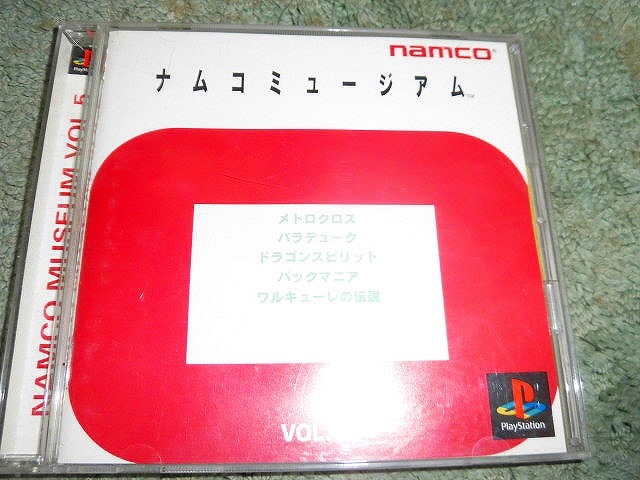 namco
ナムコミュージアム
メトロクロス
バラデューク
ドラゴンスピリット
パックマニア
ワルキューレの伝説
VOL
PlayStation
NAMCO MUSEUM VOL.5